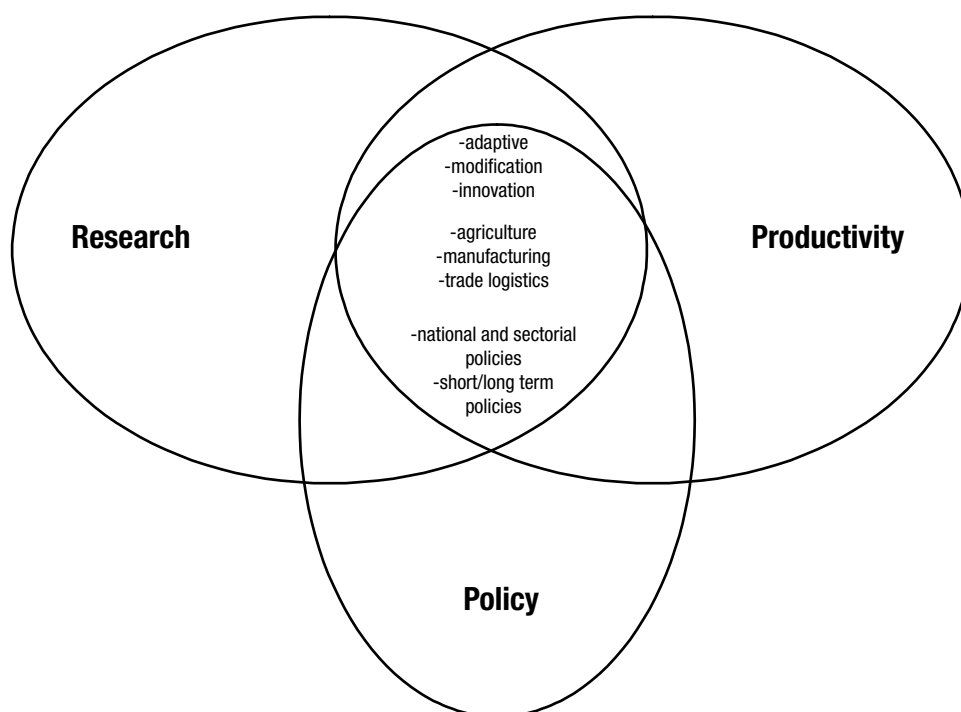 -adaptive
-modification
-innovation
Research
Productivity
-agriculture
-manufacturing
-trade logistics
-national and sectorial
policies
-short/long term
policies
Policy